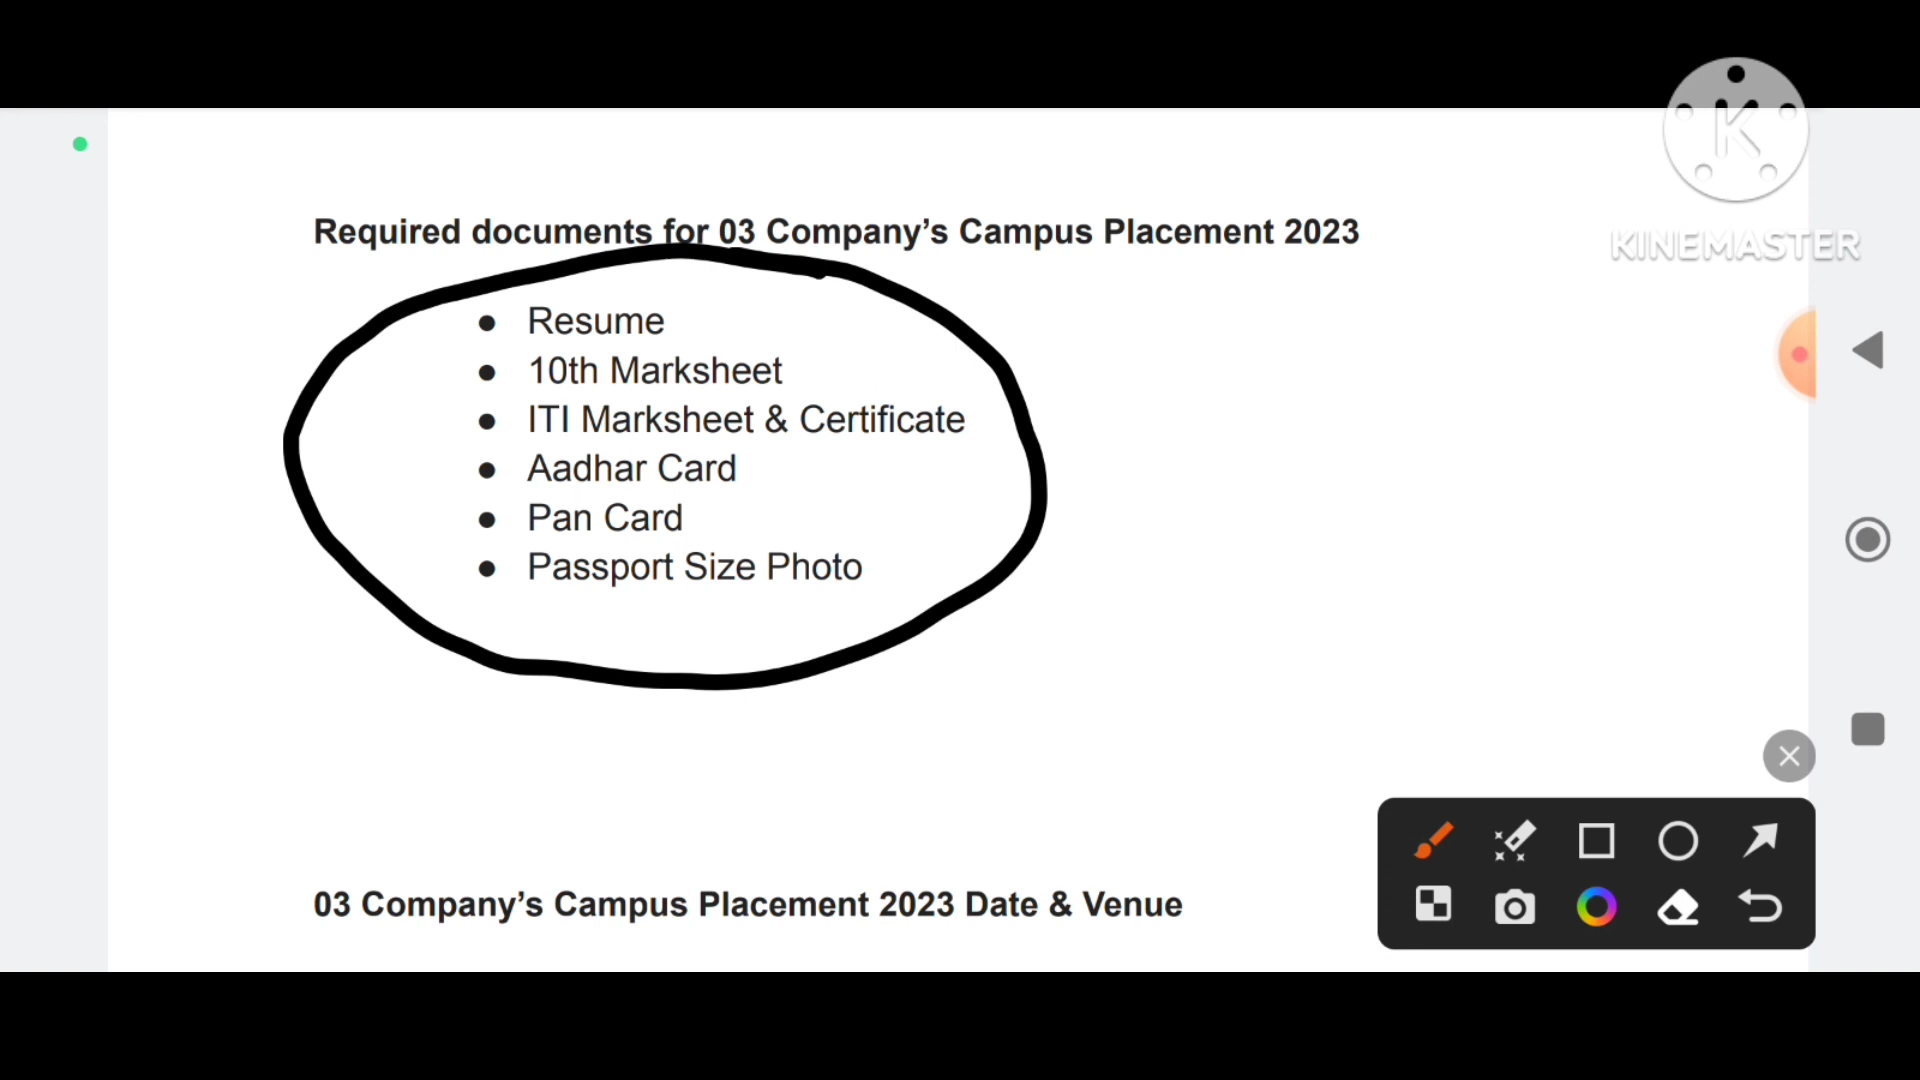 K
KINEMASTER
Required documents for 03 Company’s Campus Placement 2023
● Resume
● 10th Marksheet
● ITI Marksheet & Certificate
● Aadhar Card
● Pan Card
● Passport Size Photo
03 Company’s Campus Placement 2023 Date & Venue